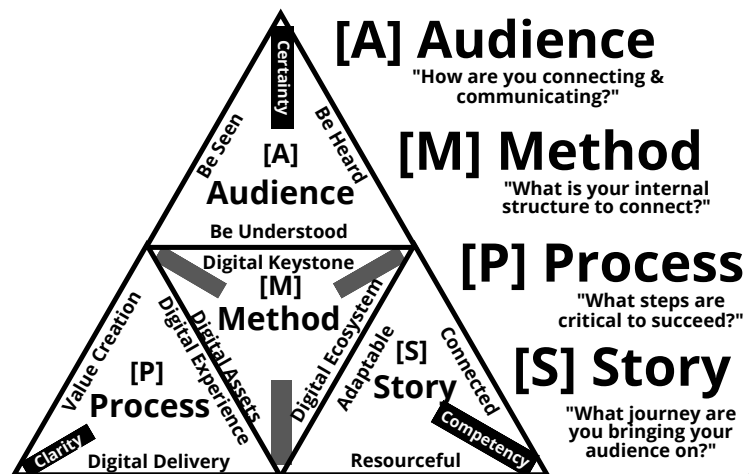 [A] Audience
"How are you connecting &
communicating?"
[M] Method
"What is your internal
structure to connect?"
[P] Process
"What steps are
critical to succeed?"
[S] Story
"What journey are
you bringing your
audience on?"
Certainty
Be Seen
Be Heard
[A]
Audience
Be Understood
Digital Keystone
[M]
Method
Digital Assets
Digital Ecosystem
Value Creation
Digital Experience
[P]
Process
Clarity
Digital Delivery
Adaptable
Connected
[S]
Story
Competency
Resourceful